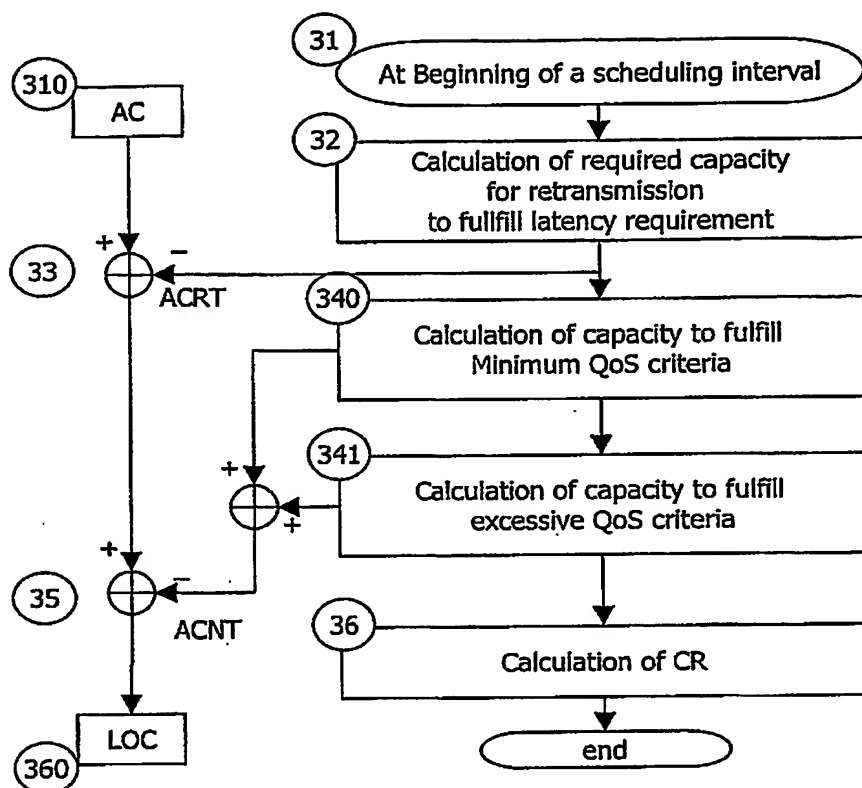 31
At Beginning of a scheduling interval
310
AC
32
Calculation of required capacity
for retransmission
to fullfill latency requirement
+
−
33
ACRT
340
Calculation of capacity to fulfill
Minimum QoS criteria
+
341
+
Calculation of capacity to fulfill
excessive QoS criteria
+
−
35
ACNT
36
Calculation of CR
LOC
360
end